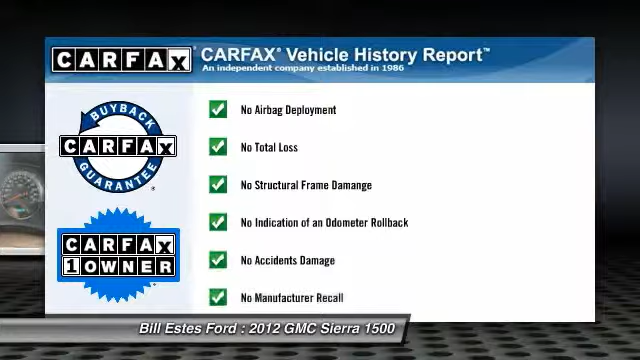 CARFAX
CARFAX Vehicle History Report™
An independent company established in 1986
BUYBACK
CARFAX
GUARANTEE
CARFAX
1 OWNER
No Airbag Deployment
No Total Loss
No Structural Frame Damange
No Indication of an Odometer Rollback
No Accidents Damage
No Manufacturer Recall
Bill Estes Ford : 2012 GMC Sierra 1500